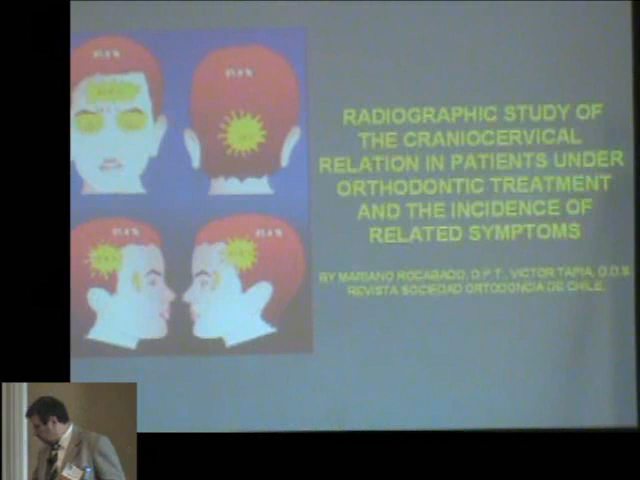 RADIOGRAPHIC STUDY OF
THE CRANIOCERVICAL
RELATION IN PATIENTS UNDER
ORTHODONTIC TREATMENT
AND THE INCIDENCE OF
RELATED SYMPTOMS
BY MARIANO ROCABADO, D.P.T., VICTOR TAPIA, D.D.S.
REVISTA SOCIEDAD ORTODONCIA DE CHILE.